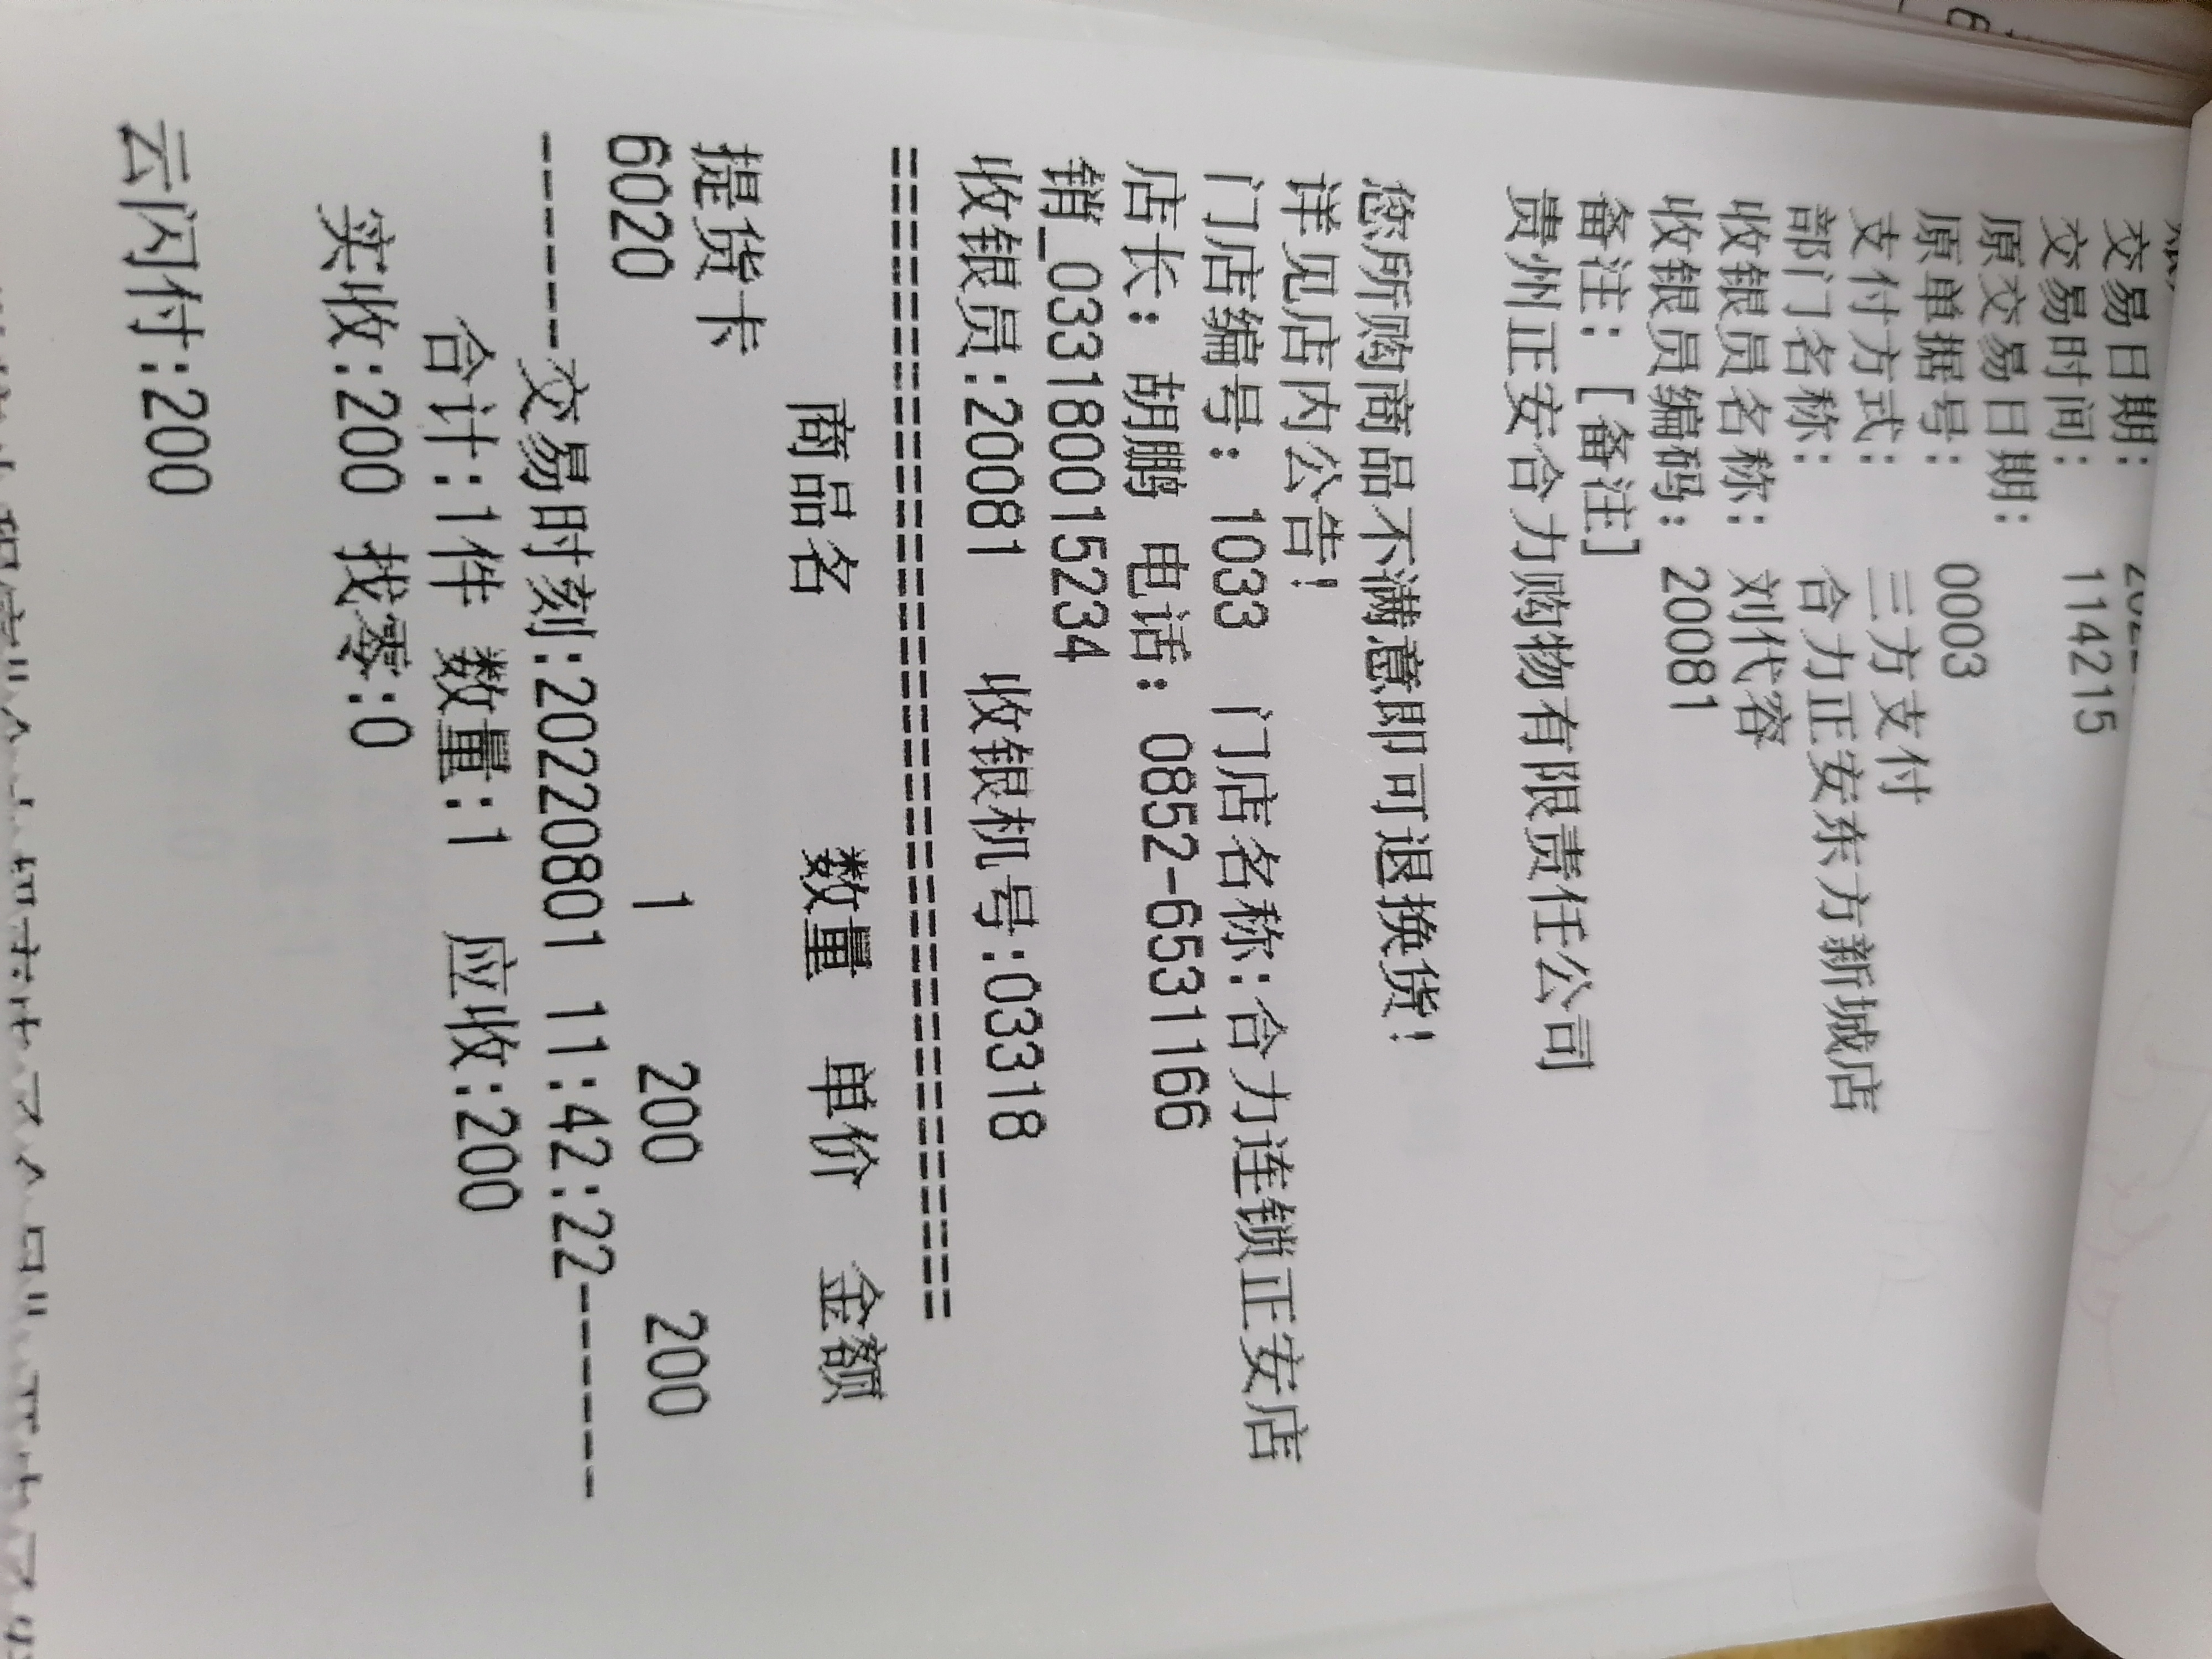 交易日期:
交易时间: 114215
原交易日期:
原单据号: 0003
支付方式: 三方支付
部门名称: 合力正安东方新城店
收银员名称: 刘代容
收银员编码: 20081
备注: [备注]
贵州正安合力购物有限责任公司
您所购商品不满意即可退换货!
详见店内公告!
门店编号: 1033 门店名称:合力连锁正安店
店长: 胡鹏 电话: 0852-6531166
销_033180015234
收银员:20081 收银机号:03318
========================================
商品名 数量 单价 金额
提货卡
6020 1 200 200
-------交易时刻:20220801 11:42:22-------
合计:1件 数量:1 应收:200
实收:200 找零:0
云闪付:200